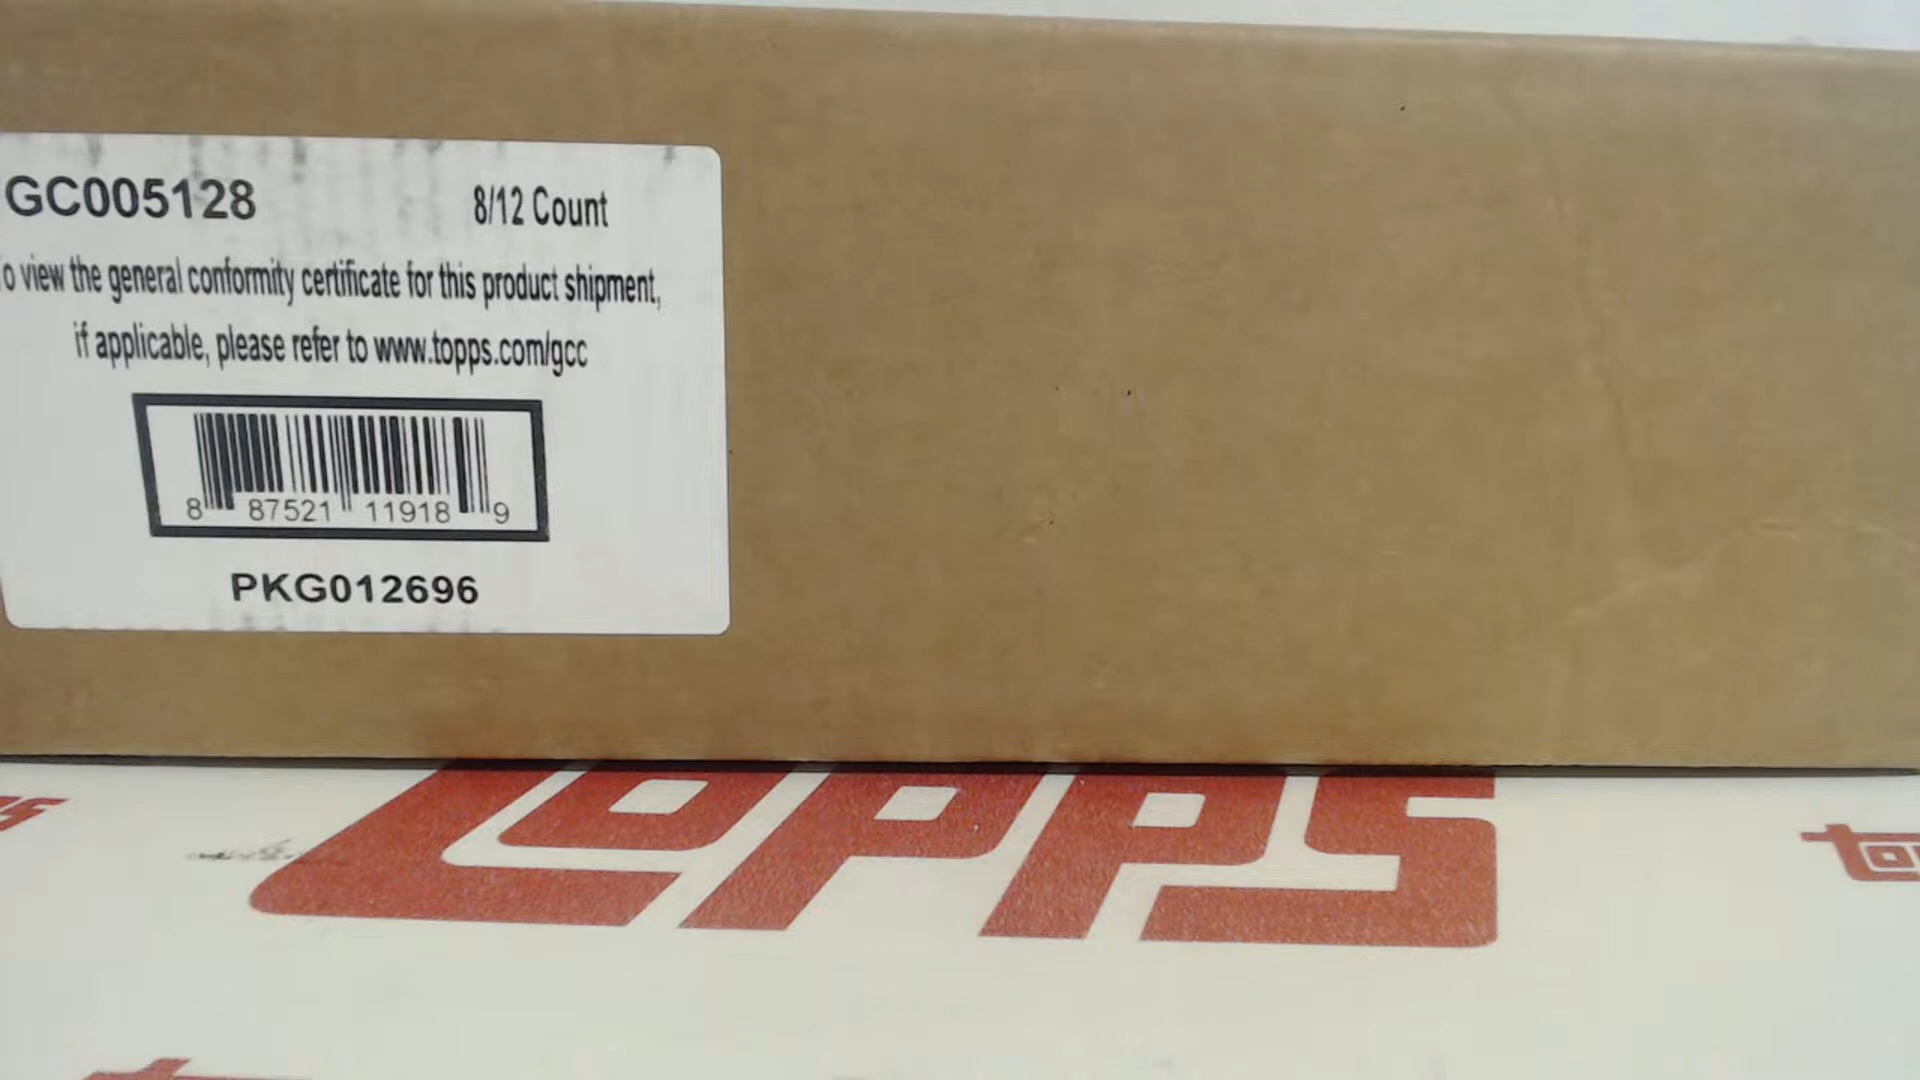 GC005128 8/12 Count
o view the general conformity certificate for this product shipment,
if applicable, please refer to www.topps.com/gcc
8 87521 11918 9
PKG012696
topps